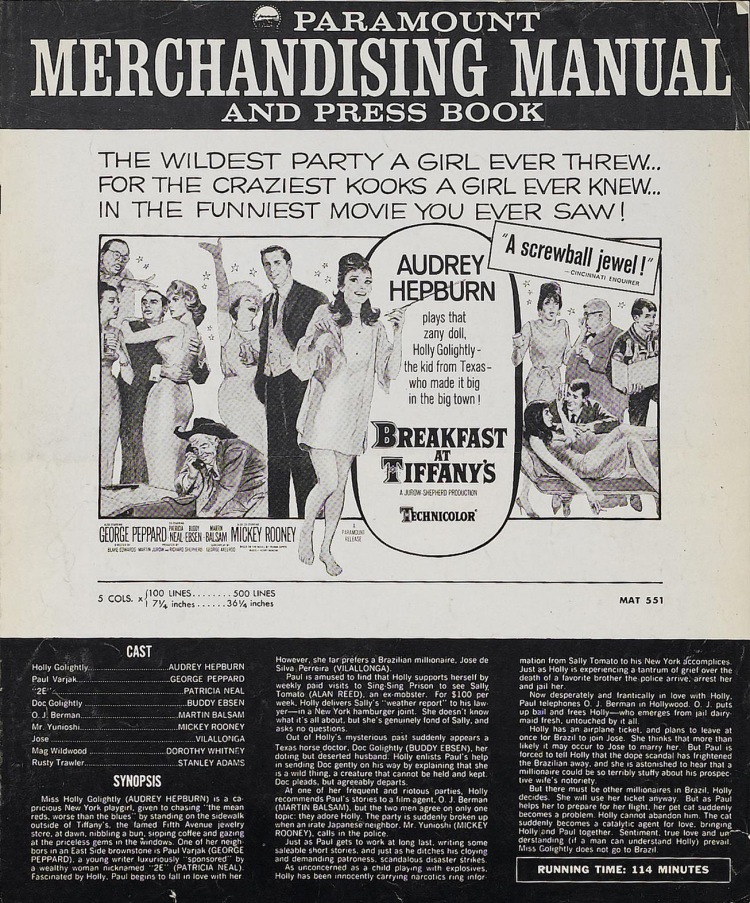 PARAMOUNT
MERCHANDISING MANUAL
AND PRESS BOOK
THE WILDEST PARTY A GIRL EVER THREW...
FOR THE CRAZIEST KOOKS A GIRL EVER KNEW...
IN THE FUNNIEST MOVIE YOU EVER SAW!
"A screwball jewel!"
—CINCINNATI ENQUIRER
AUDREY
HEPBURN
plays that
zany doll,
Holly Golightly-
the kid from Texas-
who made it big
in the big town!
BREAKFAST
AT
TIFFANY'S
A JUROW-SHEPHERD PRODUCTION
TECHNICOLOR
GEORGE PEPPARD PATRICIA NEAL BUDDY EBSEN MARTIN BALSAM MICKEY ROONEY
BLAKE EDWARDS MARTIN JUROW RICHARD SHEPHERD GEORGE AXELROD
A
PARAMOUNT
RELEASE
5 COLS. x 100 LINES........500 LINES
7¼ inches......36¼ inches
MAT 551
CAST
Holly Golightly....................AUDREY HEPBURN
Paul Varjak....................GEORGE PEPPARD
"2E"....................PATRICIA NEAL
Doc Golightly....................BUDDY EBSEN
O. J. Berman....................MARTIN BALSAM
Mr. Yunioshi....................MICKEY ROONEY
Jose....................VILALLONGA
Mag Wildwood....................DOROTHY WHITNEY
Rusty Trawler....................STANLEY ADAMS
SYNOPSIS
Miss Holly Golightly (AUDREY HEPBURN) is a ca-
pricious New York playgirl, given to chasing "the mean
reds, worse than the blues" by standing on the sidewalk
outside of Tiffany's, the famed Fifth Avenue jewelry
store, at dawn, nibbling a bun, sipping coffee and gazing
at the priceless gems in the windows. One of her neigh-
bors in an East Side brownstone is Paul Varjak (GEORGE
PEPPARD), a young writer luxuriously "sponsored" by
a wealthy woman nicknamed "2E" (PATRICIA NEAL).
Fascinated by Holly, Paul begins to fall in love with her
However, she far prefers a Brazilian millionaire, Jose de
Silva Perreira (VILALLONGA).
Paul is amused to find that Holly supports herself by
weekly paid visits to Sing-Sing Prison to see Sally
Tomato (ALAN REED), an ex-mobster. For $100 per
week, Holly delivers Sally's "weather report" to his law-
yer—in a New York hamburger joint. She doesn't know
what it's all about, but she's genuinely fond of Sally, and
asks no questions.
Out of Holly's mysterious past suddenly appears a
Texas horse doctor, Doc Golightly (BUDDY EBSEN), her
doting but deserted husband. Holly enlists Paul's help
in sending Doc gently on his way by explaining that she
is a wild thing, a creature that cannot be held and kept.
Doc pleads, but agreeably departs.
At one of her frequent and riotous parties, Holly
recommends Paul's stories to a film agent, O. J. Berman
(MARTIN BALSAM), but the two men agree on only one
topic: they adore Holly. The party is suddenly broken up
when an irate Japanese neighbor, Mr. Yunioshi (MICKEY
ROONEY), calls in the police.
Just as Paul gets to work at long last, writing some
saleable short stories, and just as he ditches his cloying
and demanding patroness, scandalous disaster strikes.
As unconcerned as a child playing with explosives,
Holly has been innocently carrying narcotics ring infor-
mation from Sally Tomato to his New York accomplices.
Just as Holly is experiencing a tantrum of grief over the
death of a favorite brother the police arrive, arrest her
and jail her.
Now desperately and frantically in love with Holly,
Paul telephones O. J. Berman in Hollywood. O. J. puts
up bail and frees Holly—who emerges from jail dairy-
maid fresh, untouched by it all.
Holly has an airplane ticket, and plans to leave at
once for Brazil to join Jose. She thinks that more than
likely it may occur to Jose to marry her. But Paul is
forced to tell Holly that the dope scandal has frightened
the Brazilian away, and she is astonished to hear that a
millionaire could be so terribly stuffy about his prospec-
tive wife's notoriety.
But there must be other millionaires in Brazil, Holly
decides. She will use her ticket anyway. But as Paul
helps her to prepare for her flight, her pet cat suddenly
becomes a problem. Holly cannot abandon him. The cat
suddenly becomes a catalytic agent for love, bringing
Holly and Paul together. Sentiment, true love and un-
derstanding (if a man can understand Holly) prevail.
Miss Golightly does not go to Brazil.
RUNNING TIME: 114 MINUTES